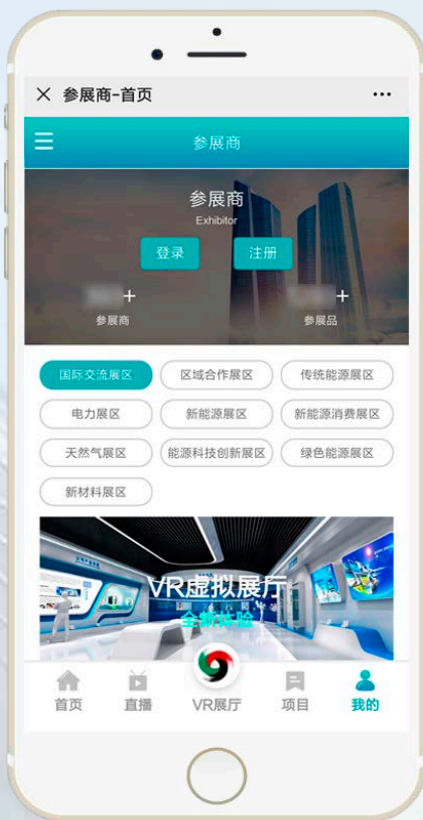 参展商-首页
参展商
参展商
Exhibitor
登录 注册
+ +
参展商 参展品
国际交流展区 区域合作展区 传统能源展区
电力展区 新能源展区 新能源消费展区
天然气展区 能源科技创新展区 绿色能源展区
新材料展区
VR虚拟展厅
全新体验
首页 直播 VR展厅 项目 我的